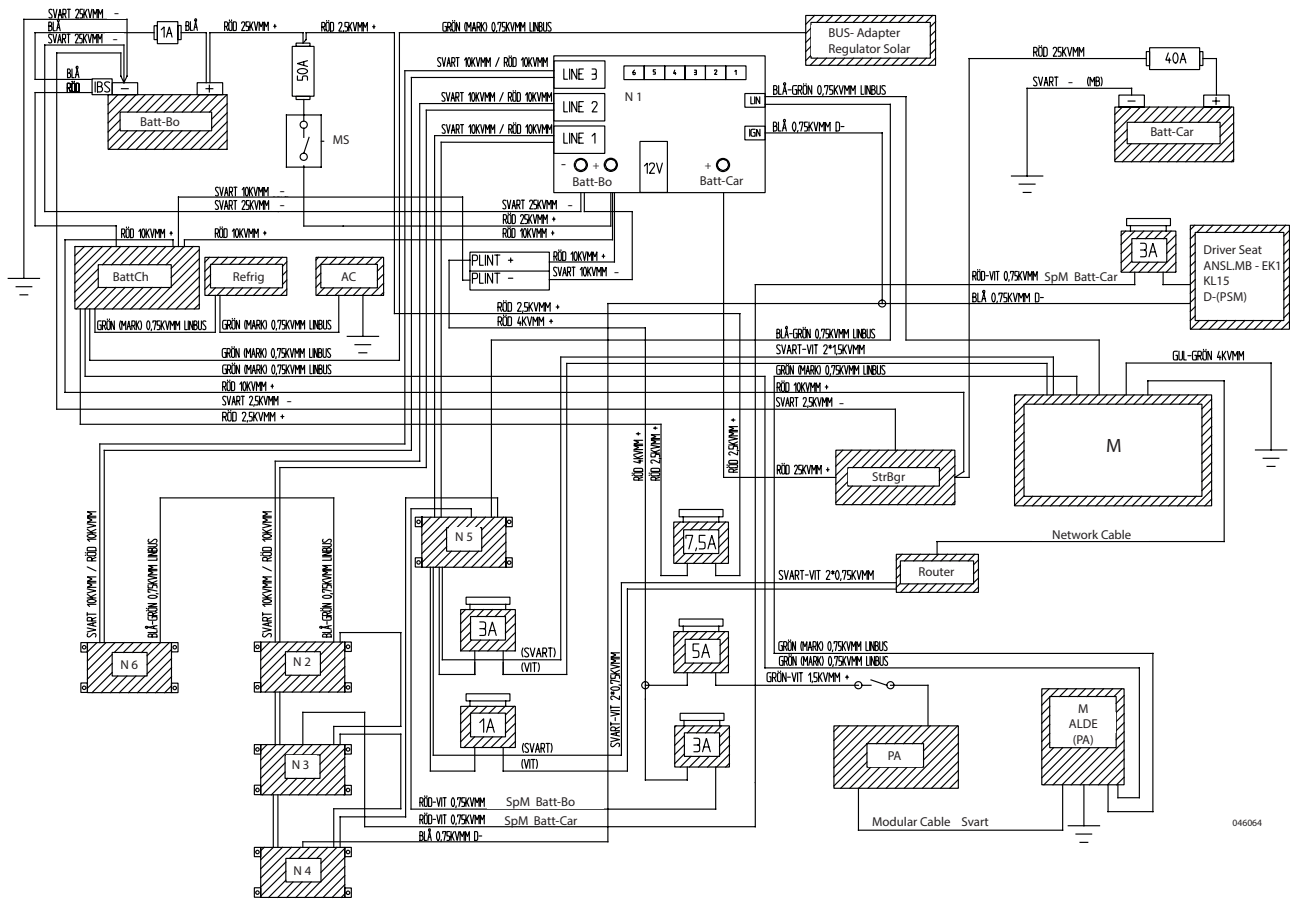 SVART 25KVMM -
BLÅ
SVART 25KVMM -
1A
BLÅ
RÖD 25KVMM +
RÖD 2,5KVMM +
GRÖN (MARK) 0,75KVMM LINBUS
BUS- Adapter
Regulator Solar
50A
BLÅ
RÖD
IBS
-
+
Batt-Bo
MS
SVART 10KVMM / RÖD 10KVMM
SVART 10KVMM / RÖD 10KVMM
SVART 10KVMM / RÖD 10KVMM
LINE 3
LINE 2
LINE 1
6 5 4 3 2 1
N 1
LIN
IGN
- +
Batt-Bo
12V
+
Batt-Car
BLÅ-GRÖN 0,75KVMM LINBUS
BLÅ 0,75KVMM D-
RÖD 25KVMM
40A
SVART - (MB)
-
+
Batt-Car
SVART 10KVMM -
SVART 25KVMM -
SVART 25KVMM -
RÖD 25KVMM +
RÖD 10KVMM +
RÖD 10KVMM +
RÖD 10KVMM +
BattCh
Refrig
AC
PLINT +
PLINT -
RÖD 10KVMM +
SVART 10KVMM -
3A
Driver Seat
ANSL.MB - EK1
KL15
D-(PSM)
RÖD-VIT 0,75KVMM SpM Batt-Car
BLÅ 0,75KVMM D-
RÖD 2,5KVMM +
RÖD 4KVMM +
GRÖN (MARK) 0,75KVMM LINBUS
GRÖN (MARK) 0,75KVMM LINBUS
GRÖN (MARK) 0,75KVMM LINBUS
GRÖN (MARK) 0,75KVMM LINBUS
RÖD 10KVMM +
SVART 2,5KVMM -
RÖD 2,5KVMM +
BLÅ-GRÖN 0,75KVMM LINBUS
SVART-VIT 2*1,5KVMM
GRÖN (MARK) 0,75KVMM LINBUS
RÖD 10KVMM +
SVART 2,5KVMM -
GUL-GRÖN 4KVMM
M
RÖD 4KVMM +
RÖD 2,5KVMM +
RÖD 2,5KVMM +
RÖD 25KVMM +
StrBgr
Network Cable
Router
SVART-VIT 2*0,75KVMM
SVART 10KVMM / RÖD 10KVMM
BLÅ-GRÖN 0,75KVMM LINBUS
SVART 10KVMM / RÖD 10KVMM
BLÅ-GRÖN 0,75KVMM LINBUS
N 5
7,5A
3A
5A
(SVART)
(VIT)
N 6
N 2
1A
3A
(SVART)
(VIT)
SVART-VIT 2*0,75KVMM
GRÖN (MARK) 0,75KVMM LINBUS
GRÖN (MARK) 0,75KVMM LINBUS
GRÖN-VIT 1,5KVMM +
M
ALDE
(PA)
PA
N 3
RÖD-VIT 0,75KVMM SpM Batt-Bo
RÖD-VIT 0,75KVMM SpM Batt-Car
BLÅ 0,75KVMM D-
Modular Cable Svart
N 4
046064